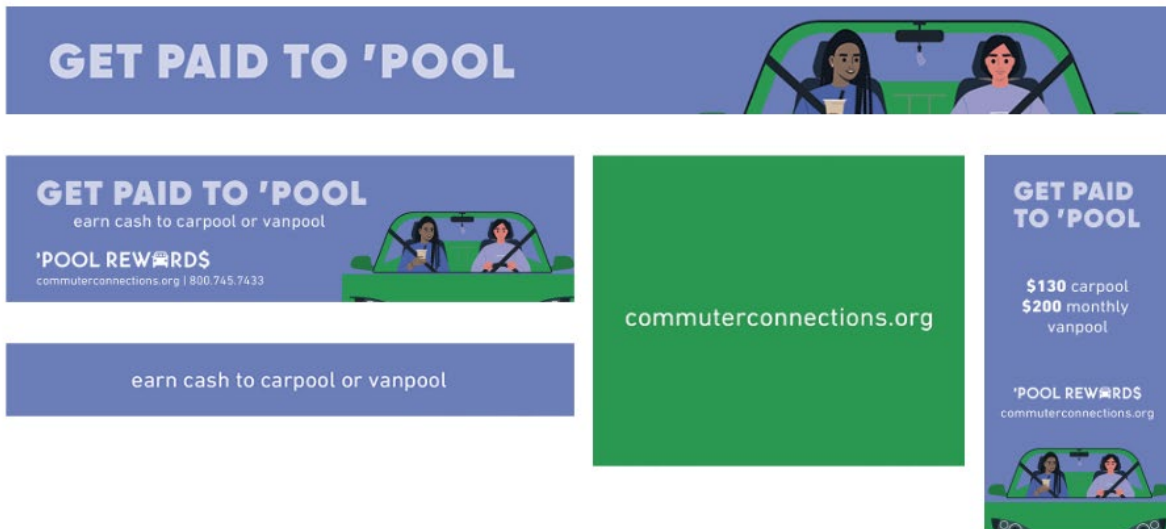 GET PAID TO 'POOL
GET PAID TO 'POOL
earn cash to carpool or vanpool
'POOL REWARD$
commuterconnections.org | 800.745.7433
earn cash to carpool or vanpool
commuterconnections.org
GET PAID
TO 'POOL
$130 carpool
$200 monthly
vanpool
'POOL REWARD$
commuterconnections.org